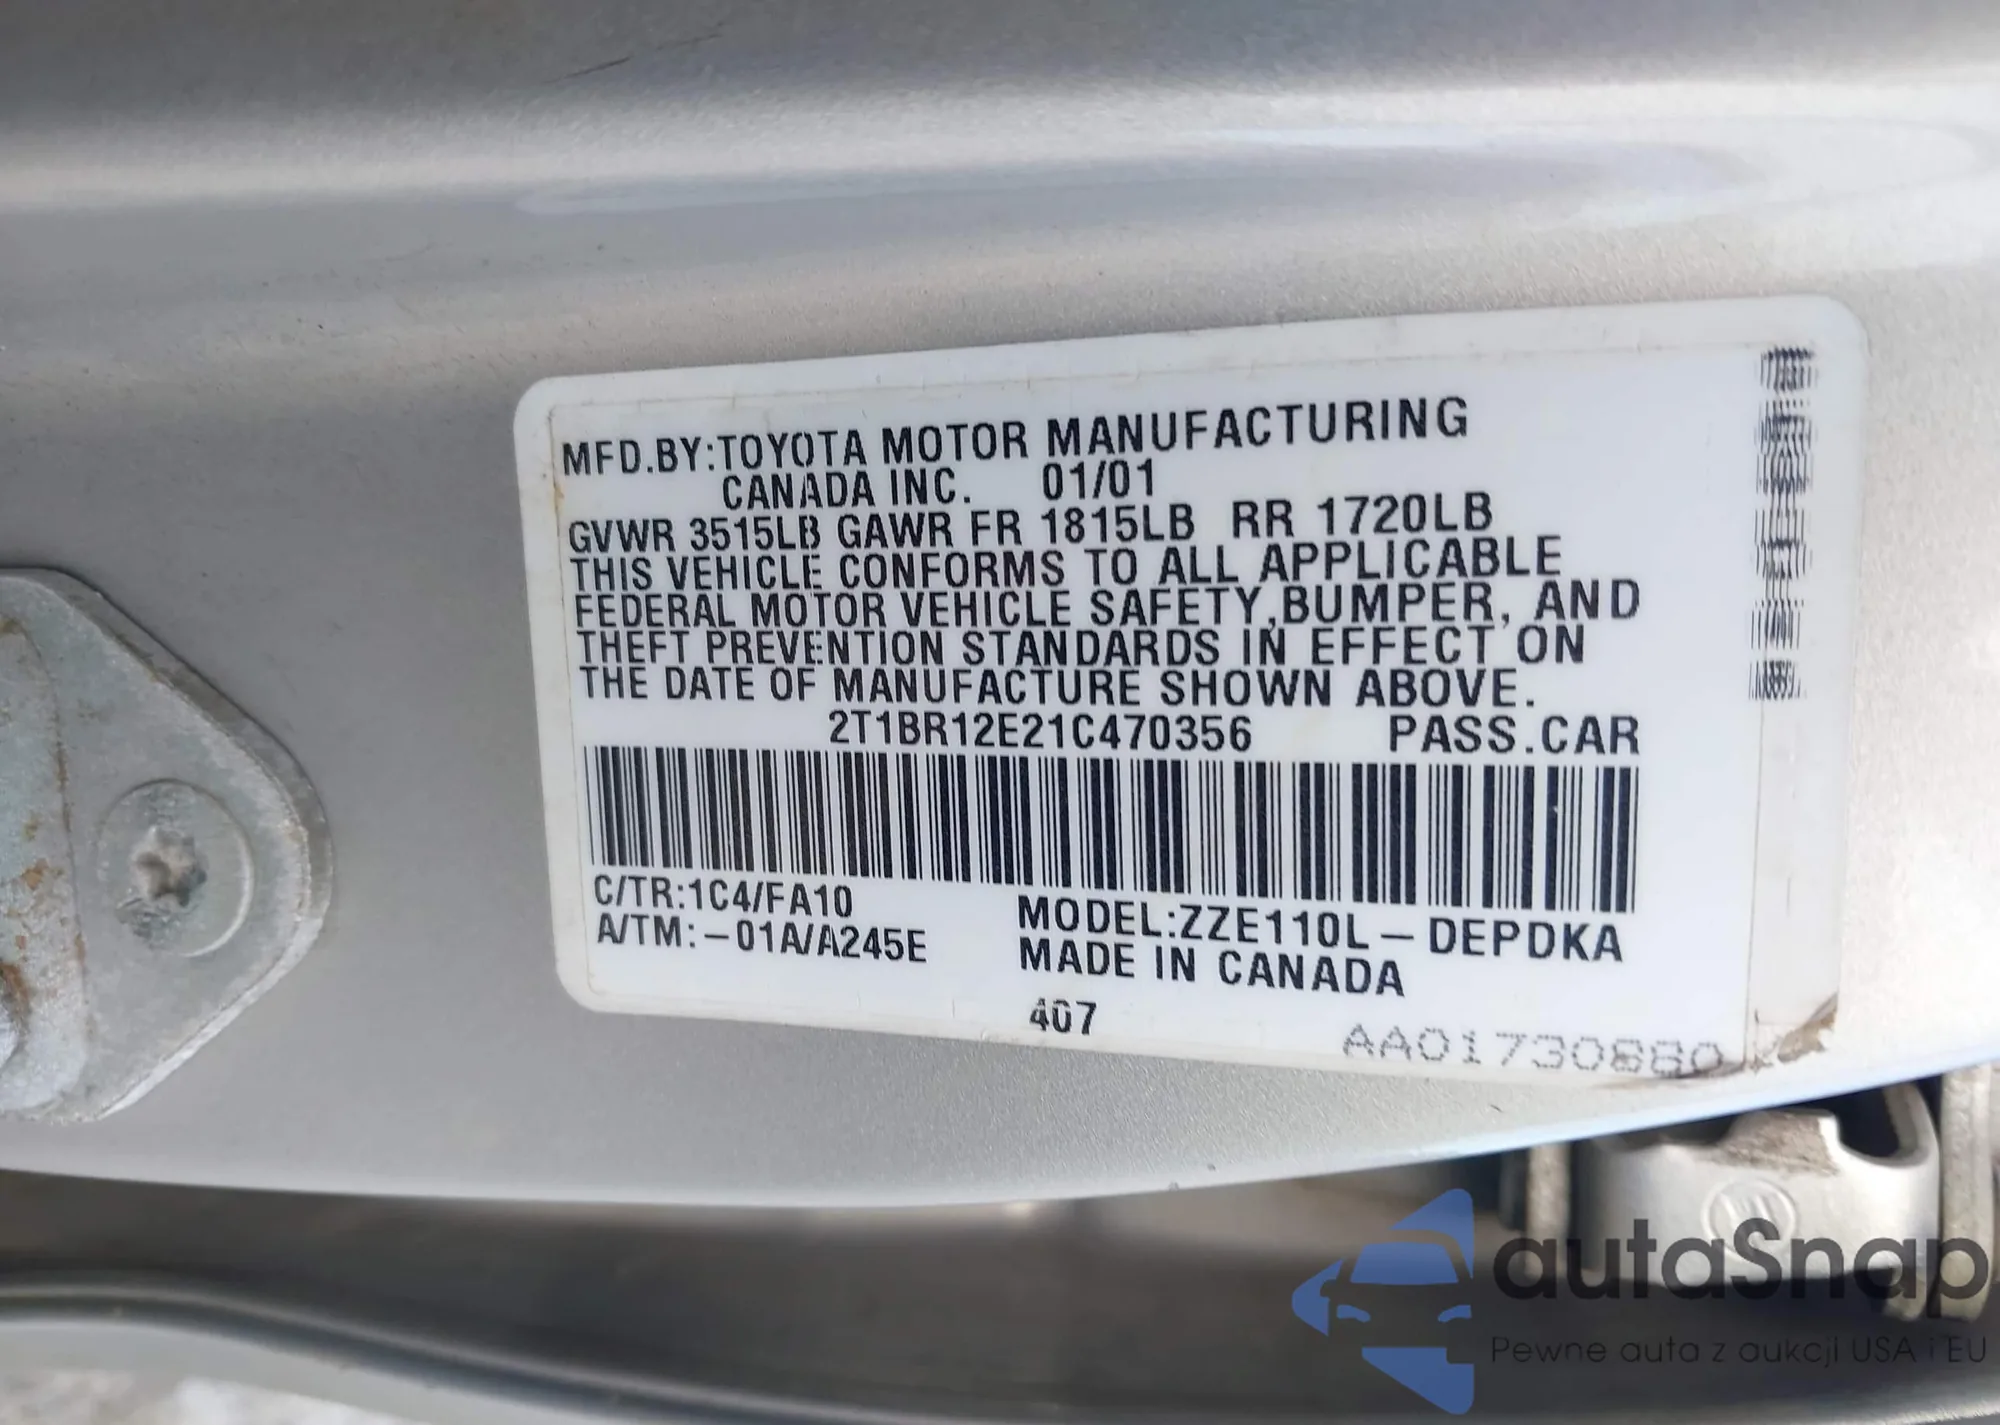 MFD.BY:TOYOTA MOTOR MANUFACTURING
CANADA INC. 01/01
GVWR 3515LB GAWR FR 1815LB RR 1720LB
THIS VEHICLE CONFORMS TO ALL APPLICABLE
FEDERAL MOTOR VEHICLE SAFETY,BUMPER, AND
THEFT PREVENTION STANDARDS IN EFFECT ON
THE DATE OF MANUFACTURE SHOWN ABOVE.
2T1BR12E21C470356 PASS.CAR
C/TR:1C4/FA10
A/TM:-01A/A245E
MODEL:ZZE110L-DEPDKA
MADE IN CANADA
407
AA01730880
autaSnap
Pewne auta z aukcji USA i EU